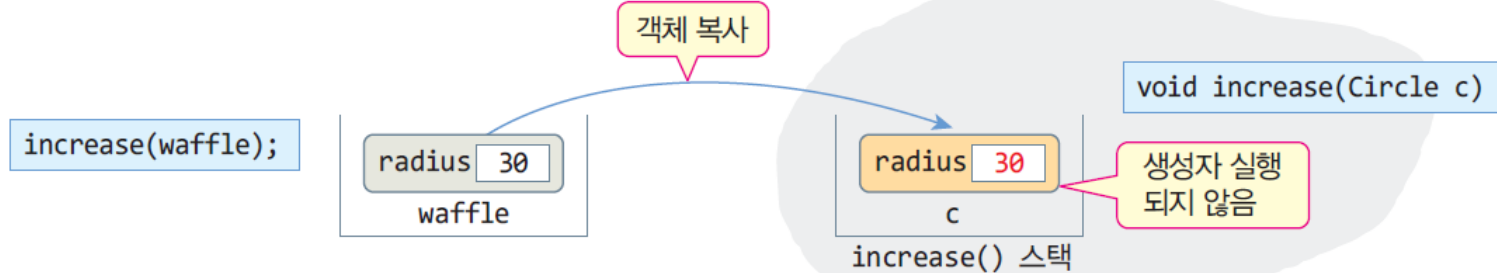 객체 복사
void increase(Circle c)
increase(waffle);
radius 30
radius 30
생성자 실행
되지 않음
waffle
c
increase() 스택